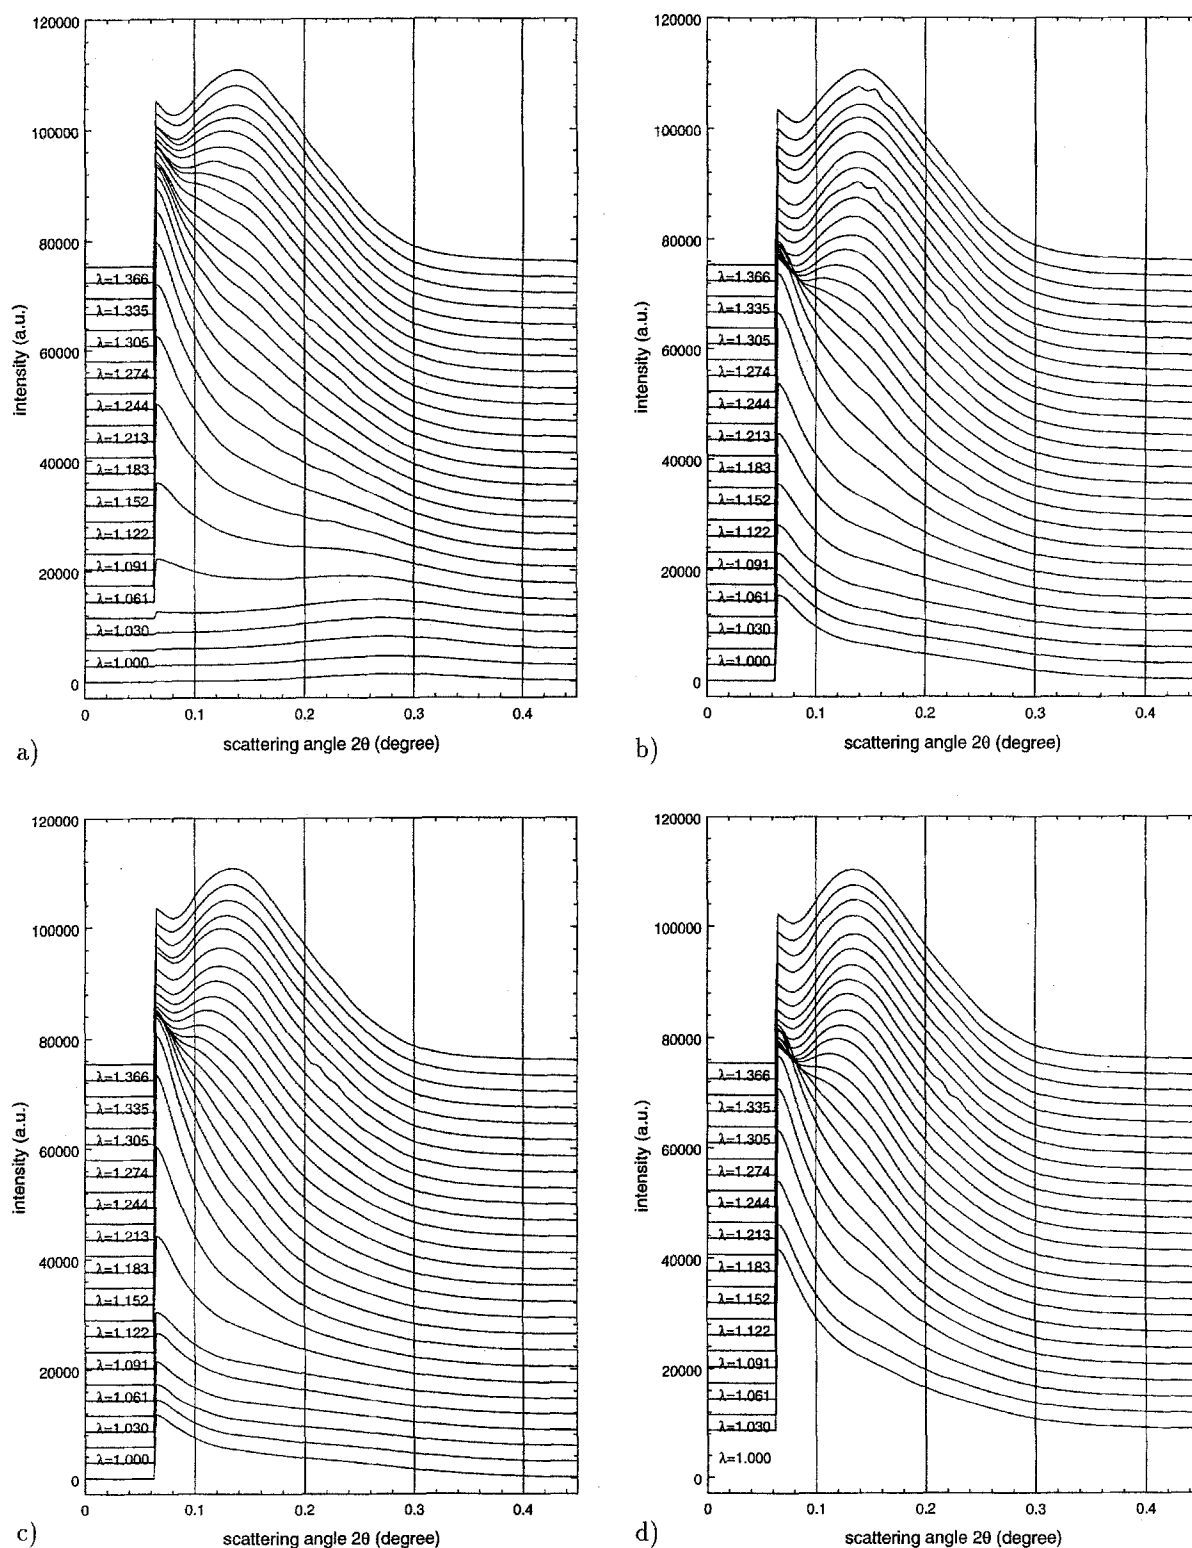 120000
100000
80000
60000
40000
20000
0
intensity (a.u.)
λ=1.366
λ=1.335
λ=1.305
λ=1.274
λ=1.244
λ=1.213
λ=1.183
λ=1.152
λ=1.122
λ=1.091
λ=1.061
λ=1.030
λ=1.000
0 0.1 0.2 0.3 0.4
scattering angle 2θ (degree)
a)
120000
100000
80000
60000
40000
20000
0
intensity (a.u.)
λ=1.366
λ=1.335
λ=1.305
λ=1.274
λ=1.244
λ=1.213
λ=1.183
λ=1.152
λ=1.122
λ=1.091
λ=1.061
λ=1.030
λ=1.000
0 0.1 0.2 0.3 0.4
scattering angle 2θ (degree)
b)
120000
100000
80000
60000
40000
20000
0
intensity (a.u.)
λ=1.366
λ=1.335
λ=1.305
λ=1.274
λ=1.244
λ=1.213
λ=1.183
λ=1.152
λ=1.122
λ=1.091
λ=1.061
λ=1.030
λ=1.000
0 0.1 0.2 0.3 0.4
scattering angle 2θ (degree)
c)
120000
100000
80000
60000
40000
20000
0
intensity (a.u.)
λ=1.366
λ=1.335
λ=1.305
λ=1.274
λ=1.244
λ=1.213
λ=1.183
λ=1.152
λ=1.122
λ=1.091
λ=1.061
λ=1.030
λ=1.000
0 0.1 0.2 0.3 0.4
scattering angle 2θ (degree)
d)